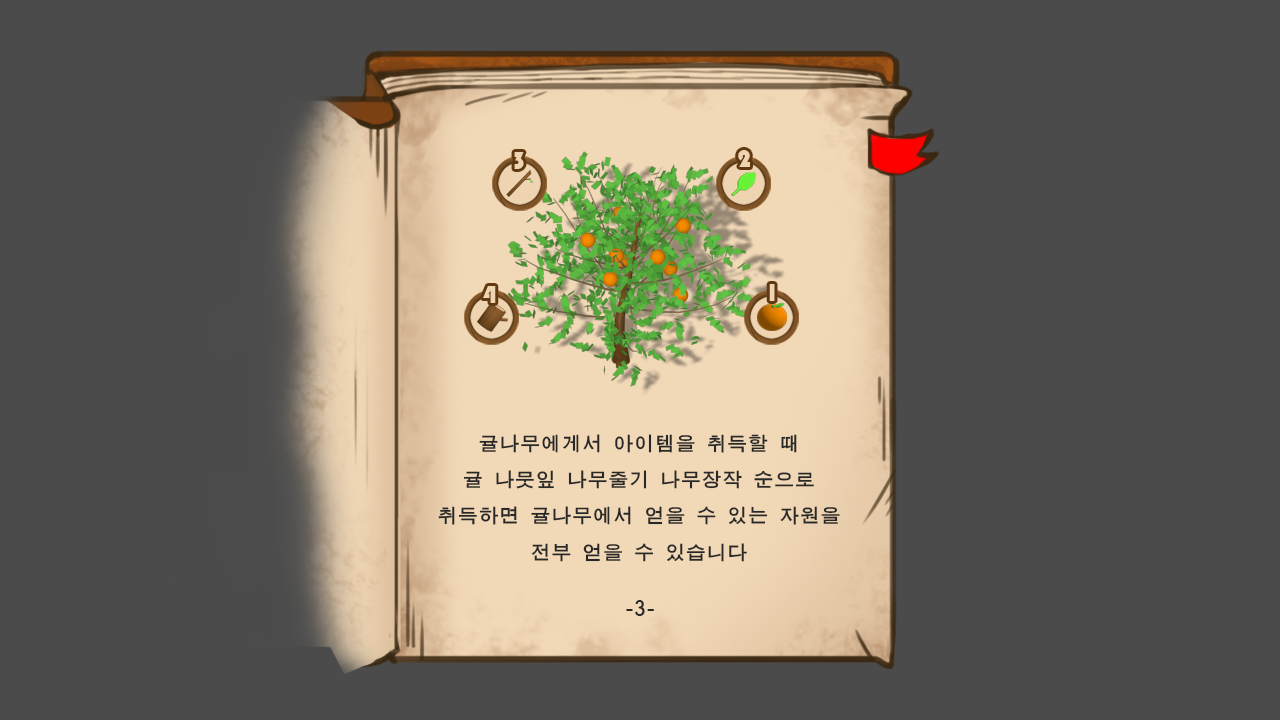 3
2
4
1
귤나무에게서 아이템을 취득할 때
귤 나뭇잎 나무줄기 나무장작 순으로
취득하면 귤나무에서 얻을 수 있는 자원을
전부 얻을 수 있습니다
-3-